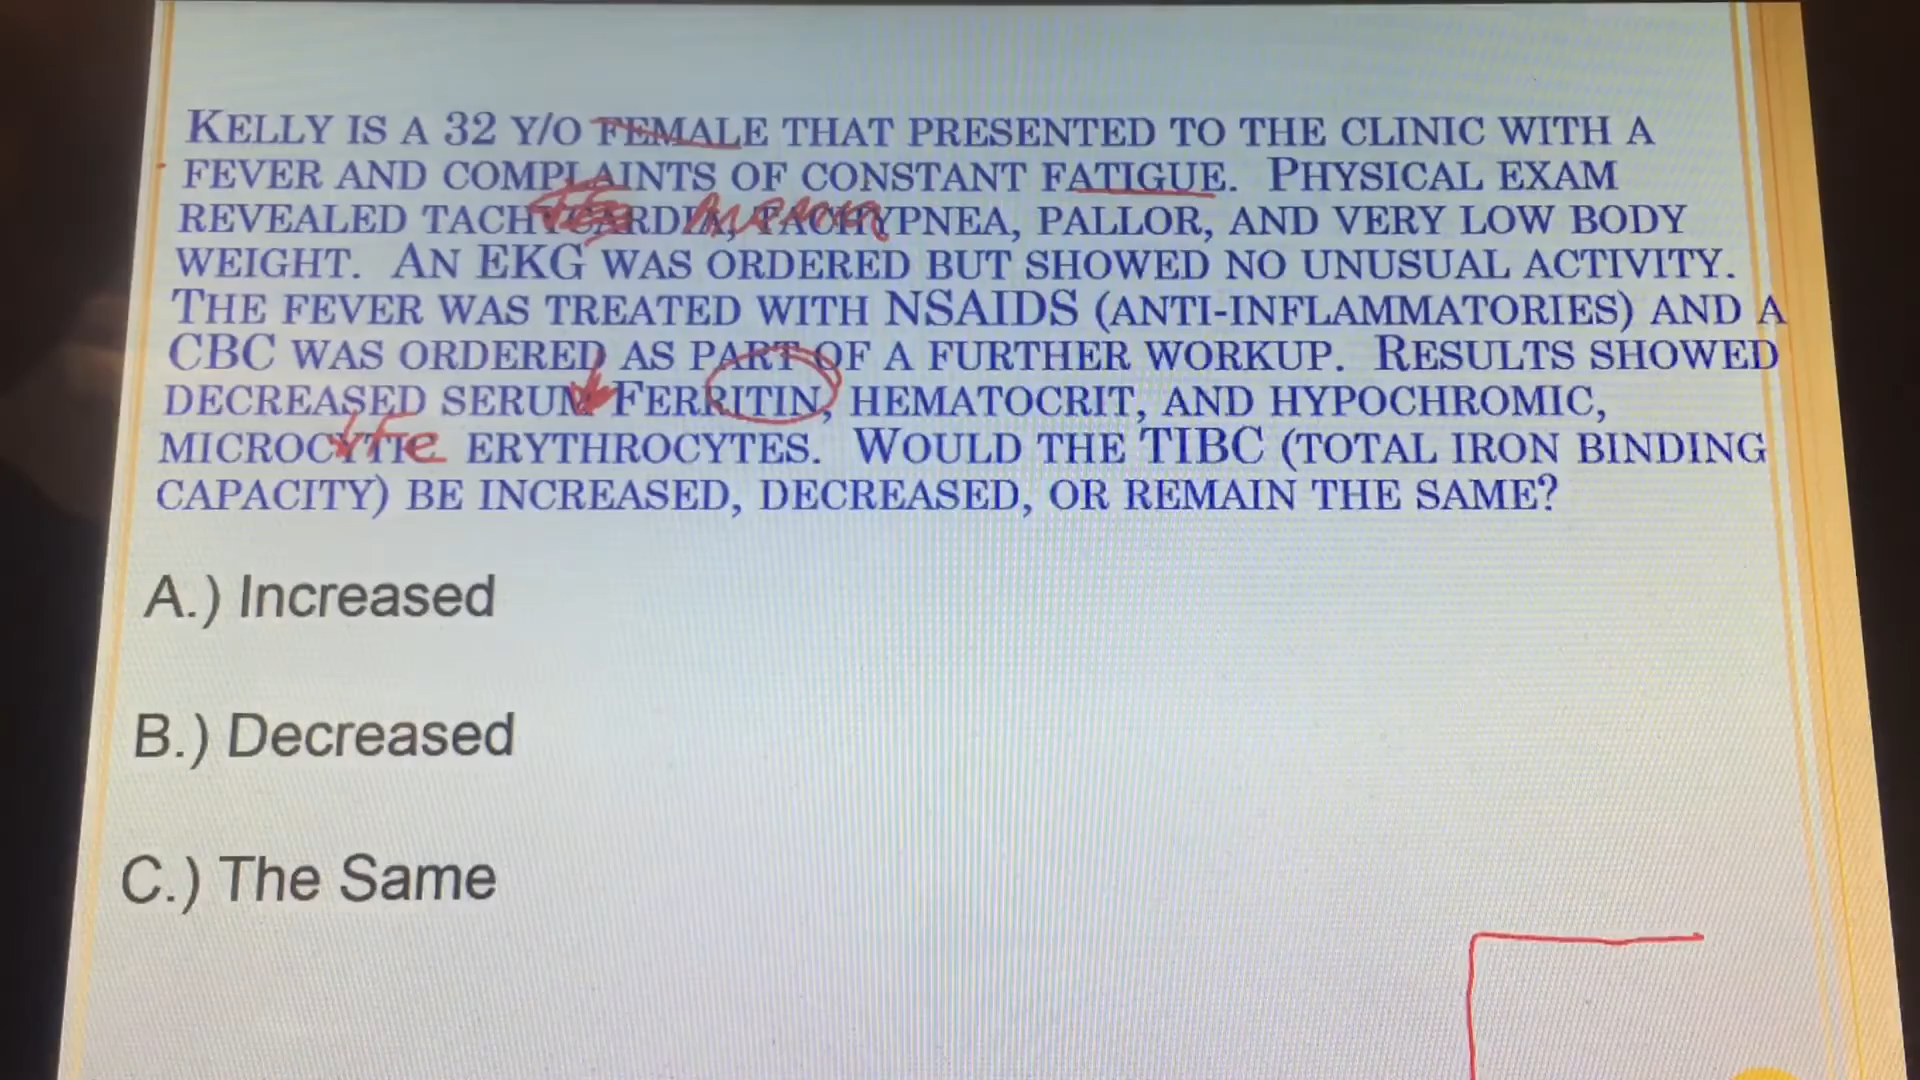 KELLY IS A 32 Y/O FEMALE THAT PRESENTED TO THE CLINIC WITH A
FEVER AND COMPLAINTS OF CONSTANT FATIGUE. PHYSICAL EXAM
REVEALED TACHYCARDIA, TACHYPNEA, PALLOR, AND VERY LOW BODY
WEIGHT. AN EKG WAS ORDERED BUT SHOWED NO UNUSUAL ACTIVITY.
THE FEVER WAS TREATED WITH NSAIDS (ANTI-INFLAMMATORIES) AND A
CBC WAS ORDERED AS PART OF A FURTHER WORKUP. RESULTS SHOWED
DECREASED SERUM FERRITIN, HEMATOCRIT, AND HYPOCHROMIC,
MICROCYTIC ERYTHROCYTES. WOULD THE TIBC (TOTAL IRON BINDING
CAPACITY) BE INCREASED, DECREASED, OR REMAIN THE SAME?
↓Fe
A.) Increased
B.) Decreased
C.) The Same